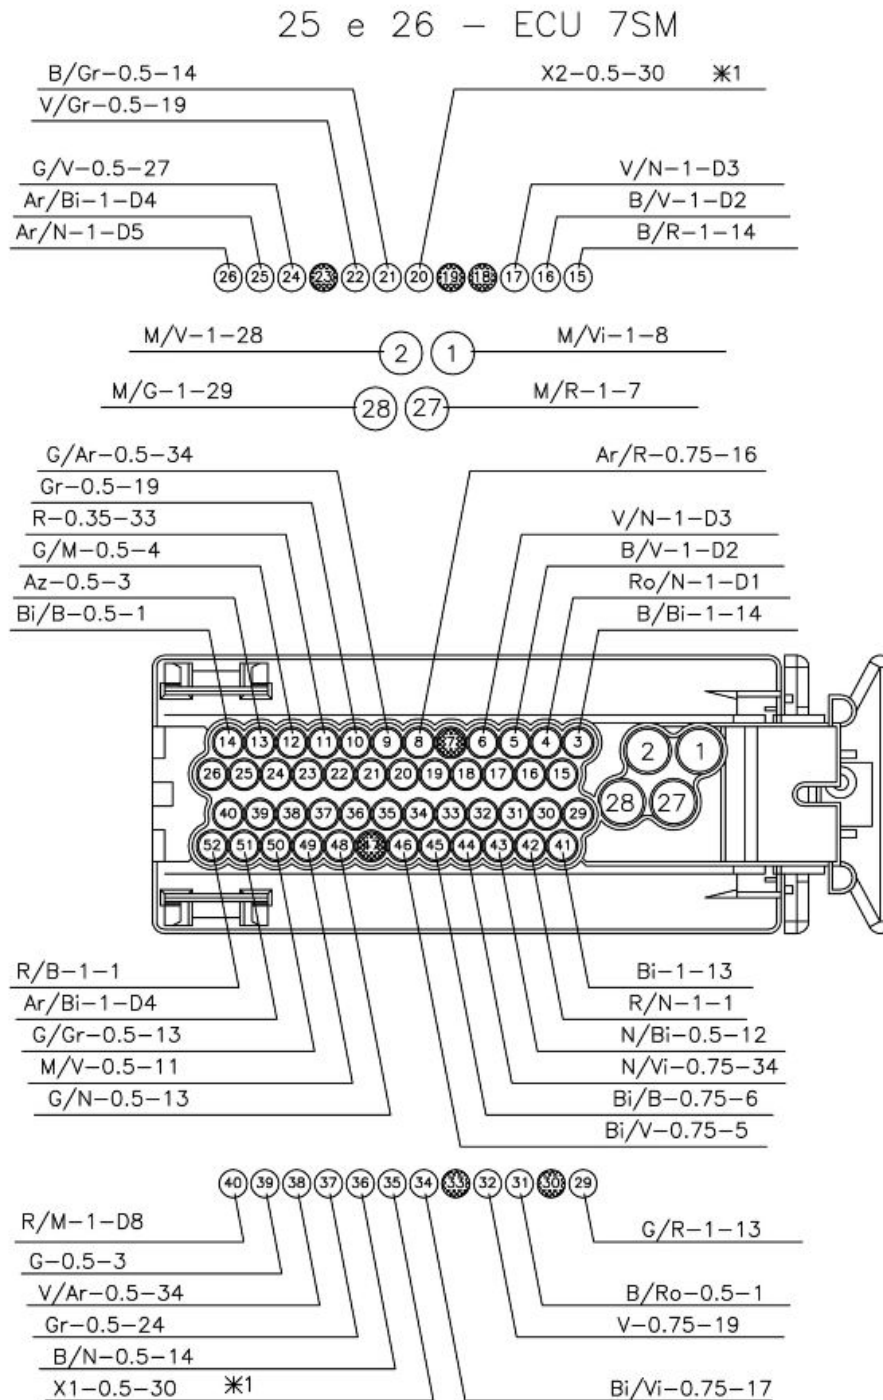 25 e 26 – ECU 7SM
B/Gr–0.5–14
X2–0.5–30 ✳1
V/Gr–0.5–19
G/V–0.5–27
V/N–1–D3
Ar/Bi–1–D4
B/V–1–D2
Ar/N–1–D5
B/R–1–14
26 25 24 23 22 21 20 19 18 17 16 15
M/V–1–28
2 1
M/Vi–1–8
M/G–1–29
28 27
M/R–1–7
G/Ar–0.5–34
Ar/R–0.75–16
Gr–0.5–19
R–0.35–33
V/N–1–D3
G/M–0.5–4
B/V–1–D2
Az–0.5–3
Ro/N–1–D1
Bi/B–0.5–1
B/Bi–1–14
14 13 12 11 10 9 8 7 6 5 4 3
2 1
26 25 24 23 22 21 20 19 18 17 16 15
28 27
40 39 38 37 36 35 34 33 32 31 30 29
52 51 50 49 48 47 46 45 44 43 42 41
R/B–1–1
Bi–1–13
Ar/Bi–1–D4
R/N–1–1
G/Gr–0.5–13
N/Bi–0.5–12
M/V–0.5–11
N/Vi–0.75–34
G/N–0.5–13
Bi/B–0.75–6
Bi/V–0.75–5
40 39 38 37 36 35 34 33 32 31 30 29
R/M–1–D8
G/R–1–13
G–0.5–3
V/Ar–0.5–34
B/Ro–0.5–1
Gr–0.5–24
V–0.75–19
B/N–0.5–14
X1–0.5–30 ✳1
Bi/Vi–0.75–17